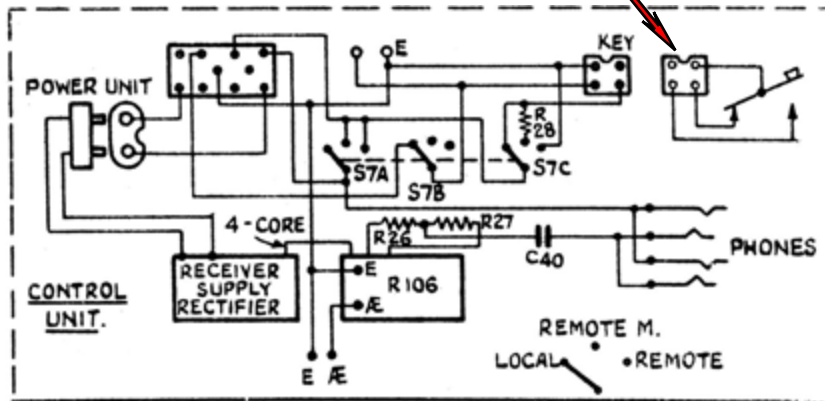 E
KEY
POWER UNIT
R
28
S7A
S7B
S7C
4-CORE
R26
R27
C40
PHONES
RECEIVER
SUPPLY
RECTIFIER
E
R106
Æ
CONTROL
UNIT.
REMOTE M.
LOCAL
REMOTE
E Æ